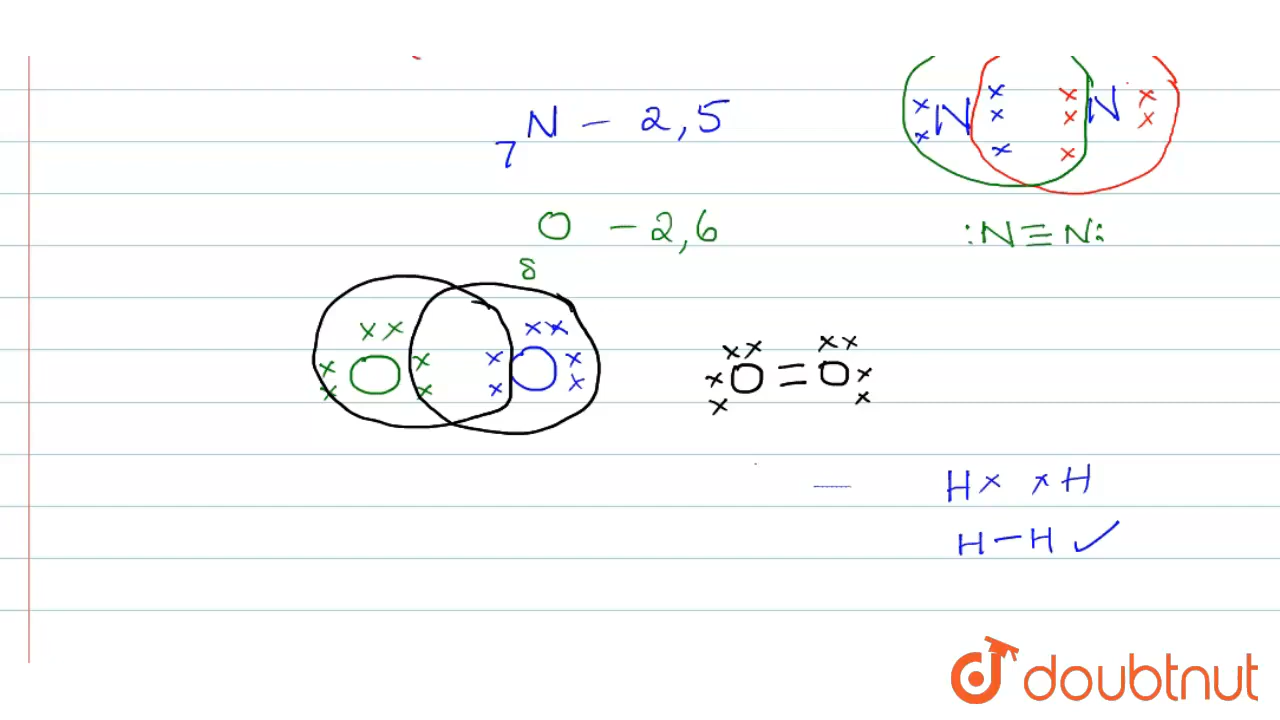 ₇N – 2,5
O – 2,6
8
x x N x x x x x x N x x
:N≡N:
x x x x O x x x x O x x x x
x x x x O = O x x x x
H x x H
H – H ✓
doubtnut